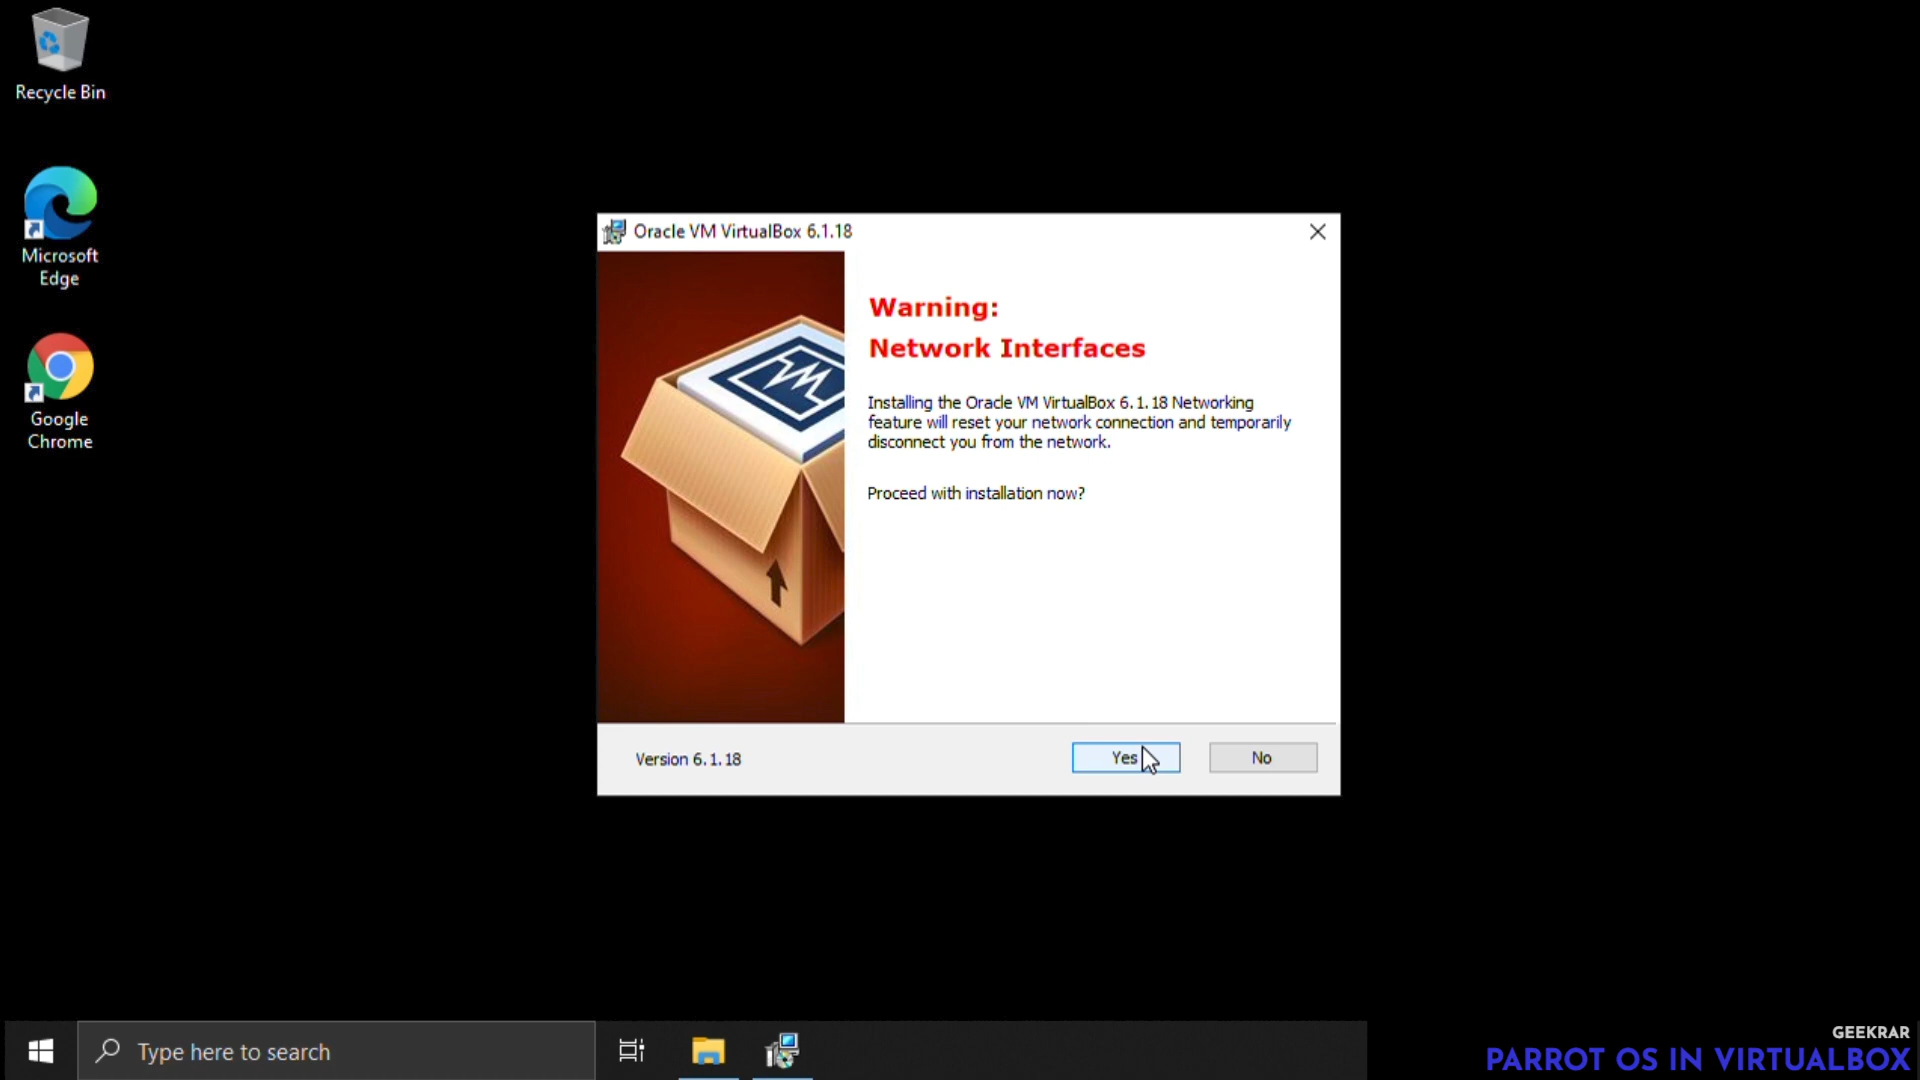 Recycle Bin
Microsoft
Edge
Google
Chrome
Oracle VM VirtualBox 6.1.18
Warning:
Network Interfaces
Installing the Oracle VM VirtualBox 6.1.18 Networking
feature will reset your network connection and temporarily
disconnect you from the network.
Proceed with installation now?
Version 6.1.18
Yes
No
Type here to search
GEEKRAR
PARROT OS IN VIRTUALBOX